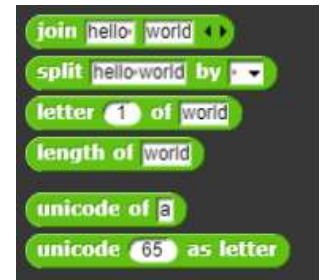 join hello world
split hello world by
letter 1 of world
length of world
unicode of a
unicode 65 as letter